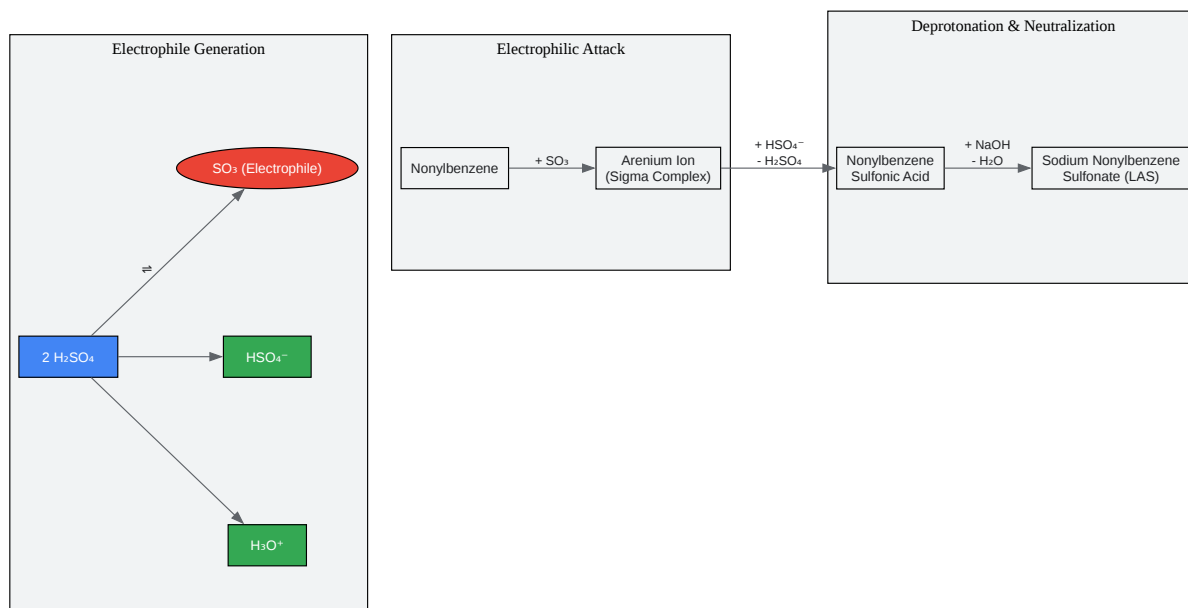 Electrophile Generation
SO₃ (Electrophile)
⇌
2 H₂SO₄
HSO₄⁻
H₃O⁺
Electrophilic Attack
Nonylbenzene
+ SO₃
Arenium Ion
(Sigma Complex)
+ HSO₄⁻
- H₂SO₄
Deprotonation & Neutralization
Nonylbenzene
Sulfonic Acid
+ NaOH
- H₂O
Sodium Nonylbenzene
Sulfonate (LAS)